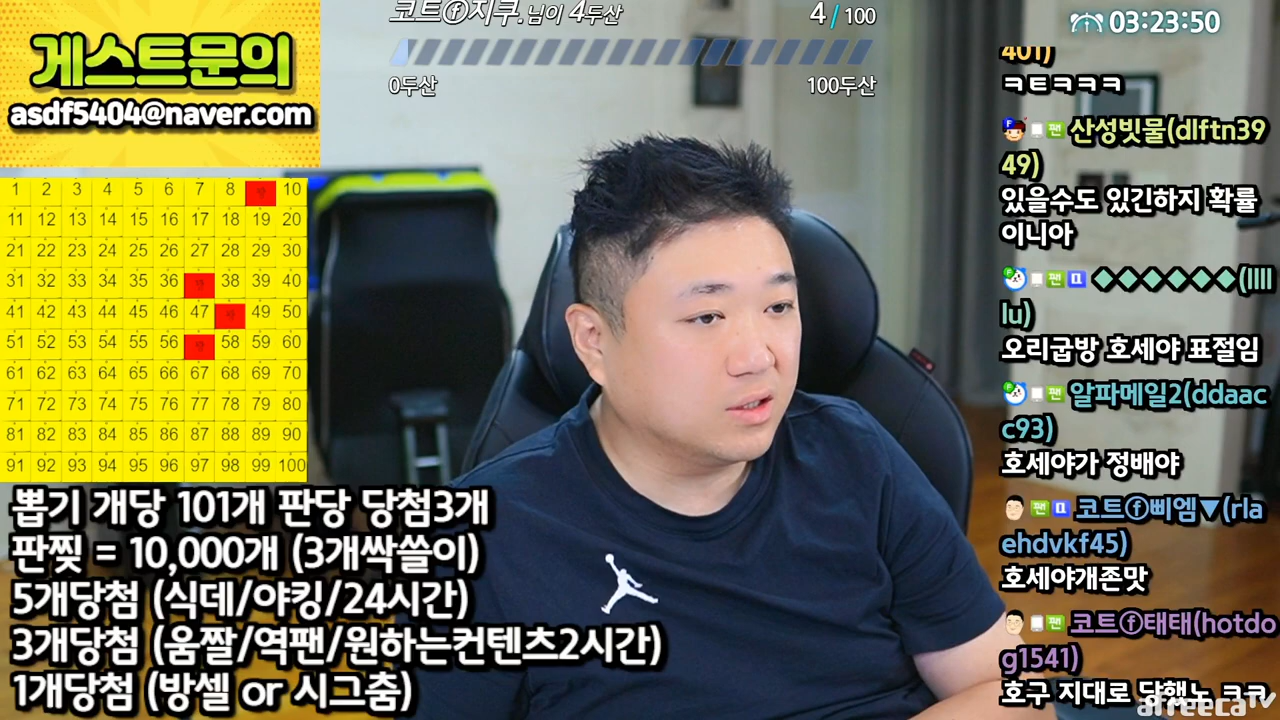 게스트문의
asdf5404@naver.com
코트ⓕ지쿠. 님이 4두산
4 / 100
0두산
100두산
03:23:50
1 2 3 4 5 6 7 8 10
11 12 13 14 15 16 17 18 19 20
21 22 23 24 25 26 27 28 29 30
31 32 33 34 35 36 38 39 40
41 42 43 44 45 46 47 49 50
51 52 53 54 55 56 58 59 60
61 62 63 64 65 66 67 68 69 70
71 72 73 74 75 76 77 78 79 80
81 82 83 84 85 86 87 88 89 90
91 92 93 94 95 96 97 98 99 100
뽑기 개당 101개 판당 당첨3개
판찢 = 10,000개 (3개싹쓸이)
5개당첨 (식데/야킹/24시간)
3개당첨 (움짤/역팬/원하는컨텐츠2시간)
1개당첨 (방셀 or 시그춤)
401)
ㅋㅌㅋㅋㅋ
팬 산성빗물(dlftn39
49)
있을수도 있긴하지 확률
이니아
팬 ◆◆◆◆◆◆(llll
lu)
오리굽방 호세야 표절임
팬 알파메일2(ddaac
c93)
호세야가 정배야
팬 코트ⓕ삐엠▼(rla
ehdvkf45)
호세야개존맛
팬 코트ⓕ태태(hotdo
g1541)
호구 지대로 당했노 ㅋㅋ
afreecaTV